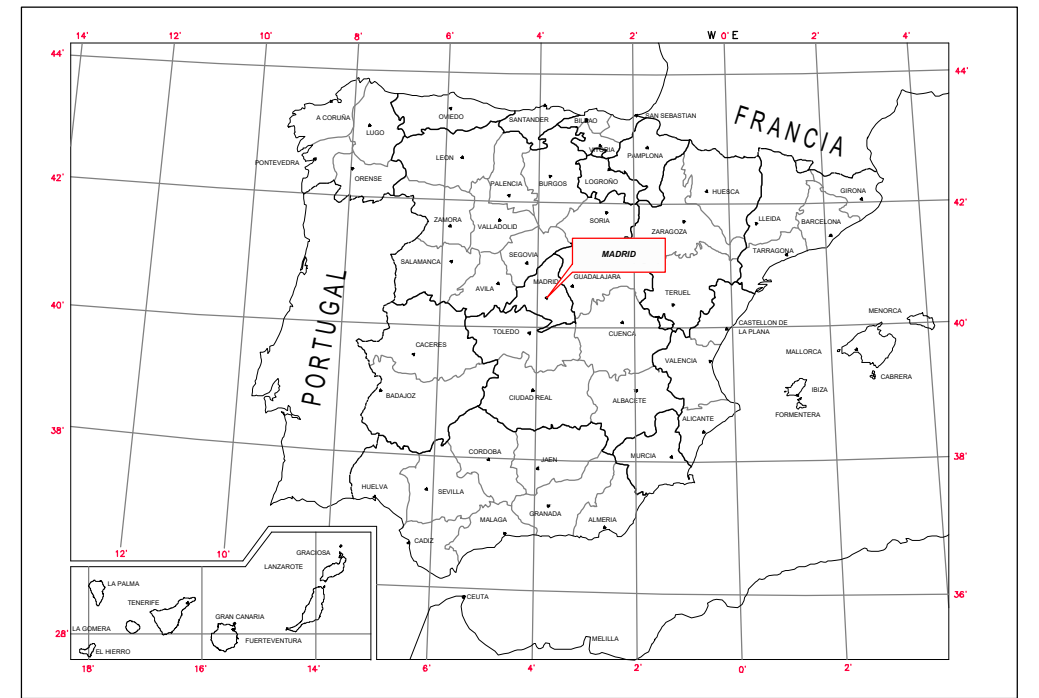 14' 12' 10' 8' 6' 4' 2' W 0' E 2' 4'
44' 44'
A CORUÑA
LUGO
OVIEDO
SANTANDER
BILBAO
SAN SEBASTIAN
FRANCIA
PONTEVEDRA
ORENSE
LEON
VITORIA
PAMPLONA
42' 42'
PALENCIA
BURGOS
LOGROÑO
HUESCA
GIRONA
ZAMORA
VALLADOLID
SORIA
ZARAGOZA
LLEIDA
BARCELONA
TARRAGONA
SALAMANCA
SEGOVIA
MADRID
AVILA
MADRID
GUADALAJARA
TERUEL
PORTUGAL
40' 40'
MENORCA
TOLEDO
CUENCA
CASTELLON DE
LA PLANA
CACERES
VALENCIA
MALLORCA
CABRERA
BADAJOZ
CIUDAD REAL
ALBACETE
IBIZA
FORMENTERA
ALICANTE
38' 38'
CORDOBA
JAEN
MURCIA
HUELVA
SEVILLA
MALAGA
GRANADA
ALMERIA
CADIZ
12' 10'
GRACIOSA
LANZAROTE
LA PALMA
TENERIFE
GRAN CANARIA
LA GOMERA
FUERTEVENTURA
EL HIERRO
CEUTA
MELILLA
36'
28'
18' 16' 14' 6' 4' 2' 0' 2'